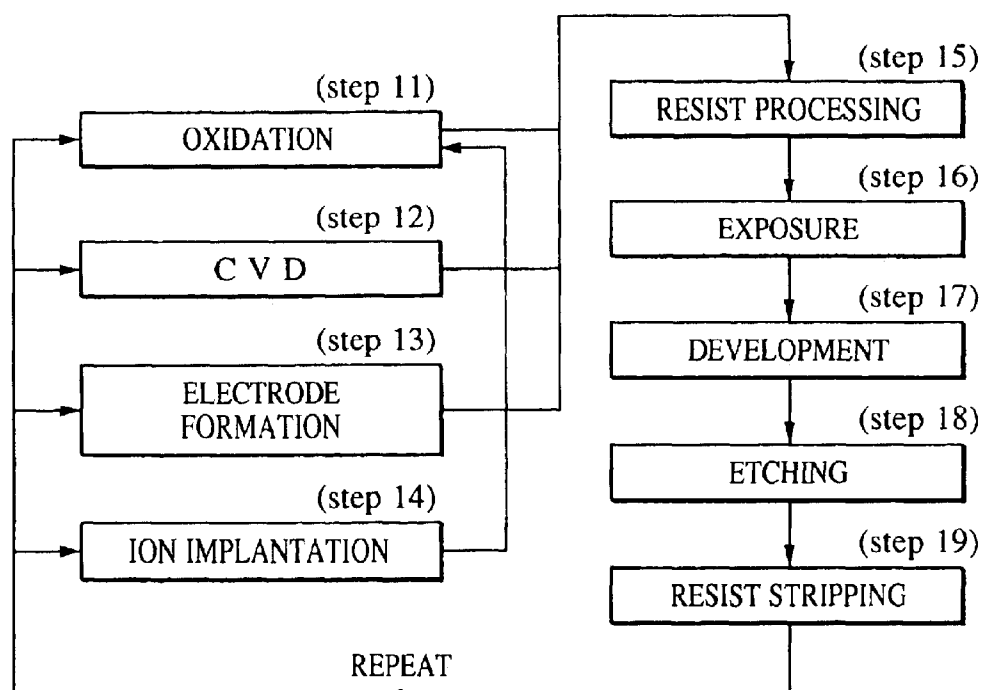 (step 11)
OXIDATION
(step 12)
C V D
(step 13)
ELECTRODE
FORMATION
(step 14)
ION IMPLANTATION
(step 15)
RESIST PROCESSING
(step 16)
EXPOSURE
(step 17)
DEVELOPMENT
(step 18)
ETCHING
(step 19)
RESIST STRIPPING
REPEAT